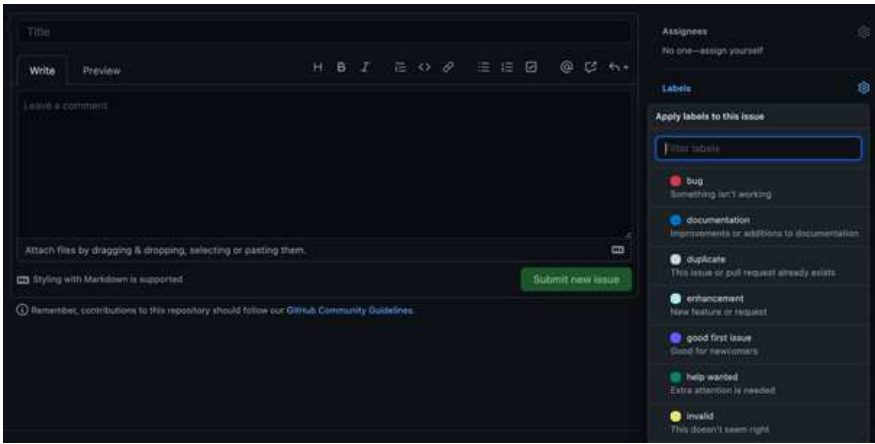 Title
Write
Preview
H B I
Leave a comment
Attach files by dragging & dropping, selecting or pasting them.
Styling with Markdown is supported
Submit new issue
Remember, contributions to this repository should follow our GitHub Community Guidelines.
Assignees
No one—assign yourself
Labels
Apply labels to this issue
Filter labels
bug
Something isn't working
documentation
Improvements or additions to documentation
duplicate
This issue or pull request already exists
enhancement
New feature or request
good first issue
Good for newcomers
help wanted
Extra attention is needed
invalid
This doesn't seem right